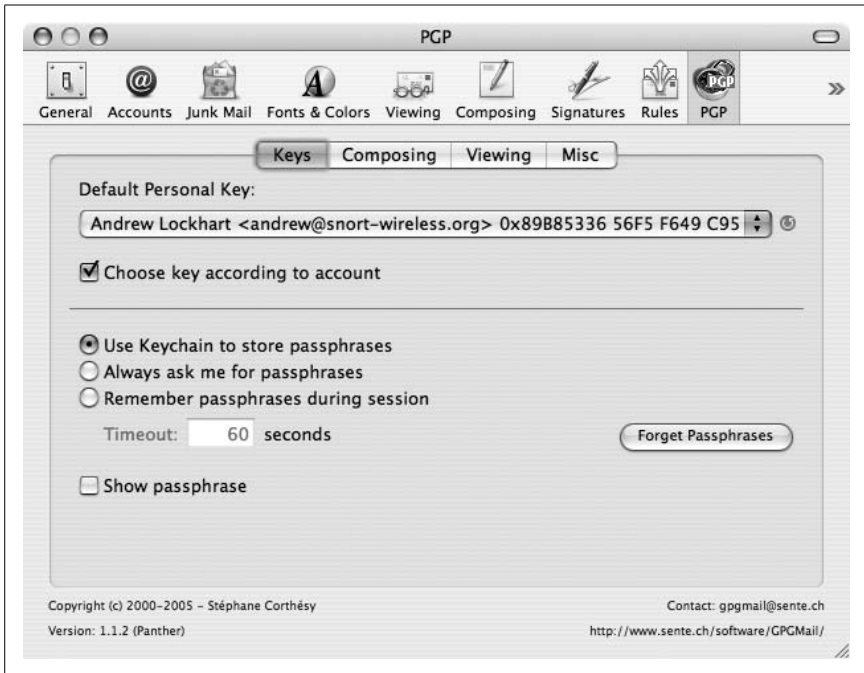 PGP
General Accounts Junk Mail Fonts & Colors Viewing Composing Signatures Rules PGP
Keys Composing Viewing Misc
Default Personal Key:
Andrew Lockhart <andrew@snort-wireless.org> 0x89B85336 56F5 F649 C95
Choose key according to account
Use Keychain to store passphrases
Always ask me for passphrases
Remember passphrases during session
Timeout: 60 seconds
Forget Passphrases
Show passphrase
Copyright (c) 2000-2005 - Stéphane Corthésy
Contact: gpgmail@sente.ch
Version: 1.1.2 (Panther)
http://www.sente.ch/software/GPGMail/